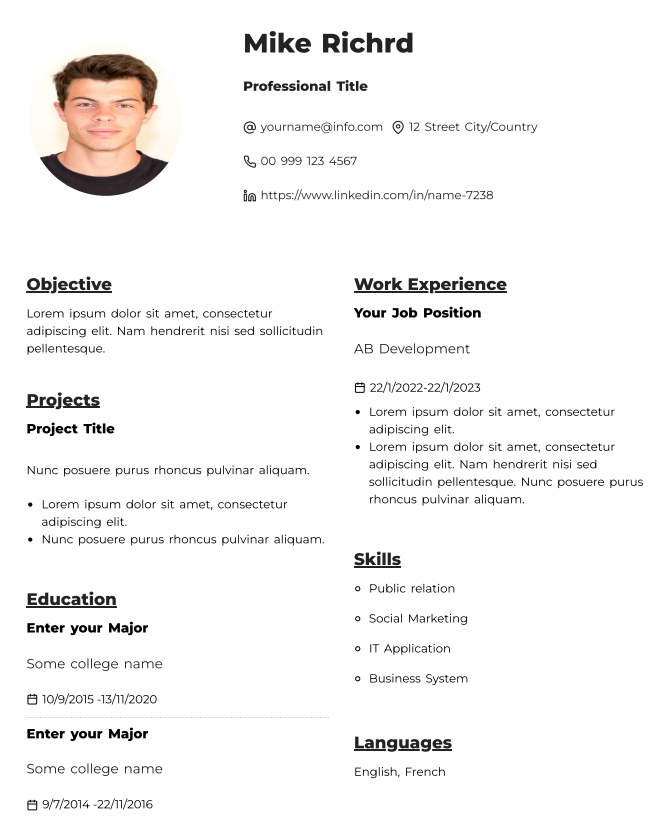 Mike Richrd
Professional Title
yourname@info.com 12 Street City/Country
00 999 123 4567
https://www.linkedin.com/in/name-7238
Objective
Lorem ipsum dolor sit amet, consectetur
adipiscing elit. Nam hendrerit nisi sed sollicitudin
pellentesque.
Projects
Project Title
Nunc posuere purus rhoncus pulvinar aliquam.
• Lorem ipsum dolor sit amet, consectetur
adipiscing elit.
• Nunc posuere purus rhoncus pulvinar aliquam.
Education
Enter your Major
Some college name
10/9/2015 -13/11/2020
Enter your Major
Some college name
9/7/2014 -22/11/2016
Work Experience
Your Job Position
AB Development
22/1/2022-22/1/2023
• Lorem ipsum dolor sit amet, consectetur
adipiscing elit.
• Lorem ipsum dolor sit amet, consectetur
adipiscing elit. Nam hendrerit nisi sed
sollicitudin pellentesque. Nunc posuere purus
rhoncus pulvinar aliquam.
Skills
Public relation
Social Marketing
IT Application
Business System
Languages
English, French